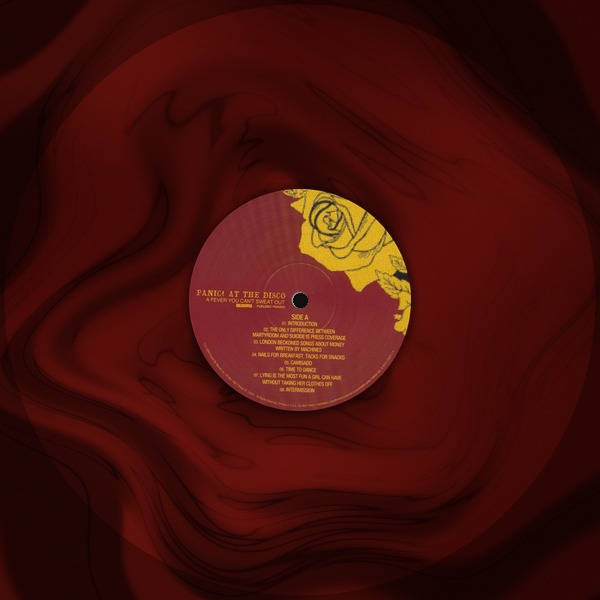 PANIC! AT THE DISCO
A FEVER YOU CAN'T SWEAT OUT
SIDE A
01. INTRODUCTION
02. THE ONLY DIFFERENCE BETWEEN
MARTYRDOM AND SUICIDE IS PRESS COVERAGE
03. LONDON BECKONED SONGS ABOUT MONEY
WRITTEN BY MACHINES
04. NAILS FOR BREAKFAST, TACKS FOR SNACKS
05. CAMISADO
06. TIME TO DANCE
07. LYING IS THE MOST FUN A GIRL CAN HAVE
WITHOUT TAKING HER CLOTHES OFF
08. INTERMISSION